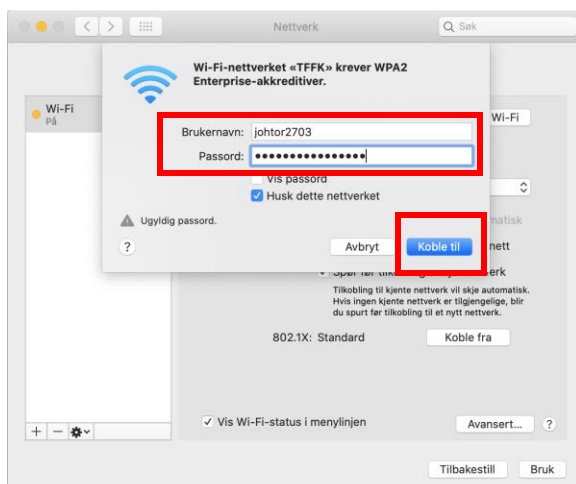 Nettverk
Søk
Wi-Fi-nettverket «TFFK» krever WPA2
Enterprise-akkreditiver.
Wi-Fi
På
Wi-Fi
Brukernavn: johtor2703
Passord: ••••••••••••••••
Vis passord
Husk dette nettverket
Ugyldig passord.
? Avbryt Koble til
nett
Tilkobling til kjente nettverk vil skje automatisk.
Hvis ingen kjente nettverk er tilgjengelige, blir
du spurt før tilkobling til et nytt nettverk.
802.1X: Standard Koble fra
Vis Wi-Fi-status i menylinjen Avansert... ?
Tilbakestill Bruk